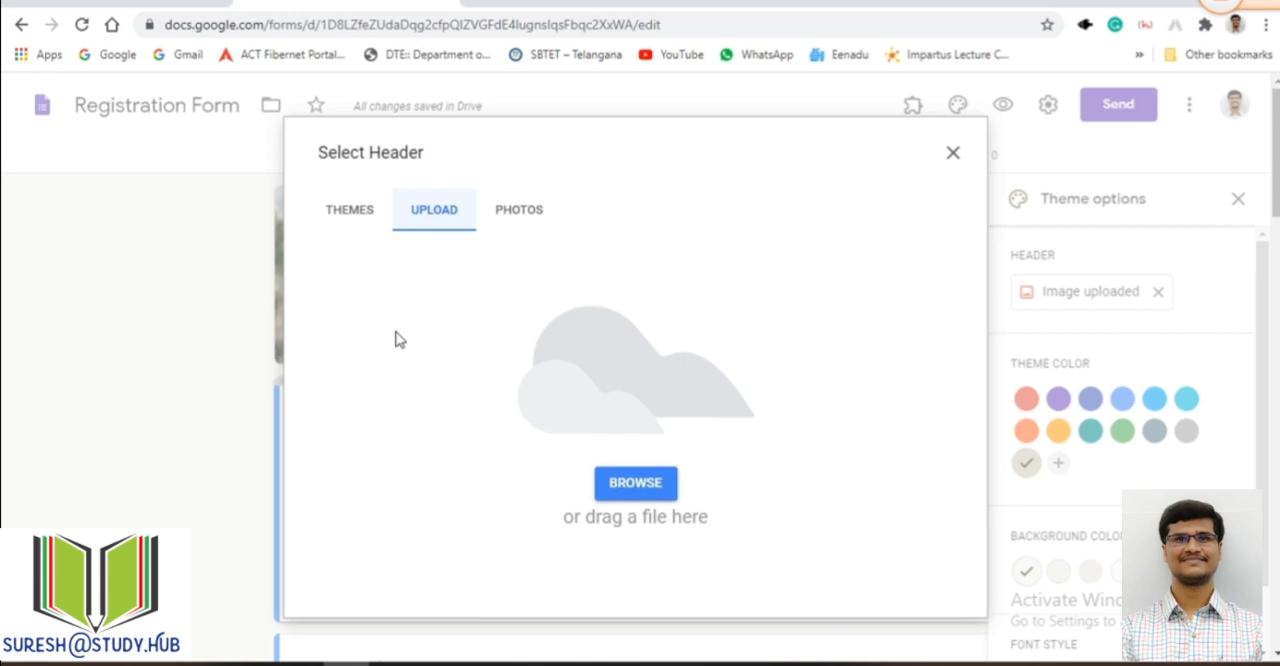 docs.google.com/forms/d/1D8LZfeZUdaDqg2cfpQIZVGFdE4IugnsIqsFbqc2XxWA/edit
Apps Google Gmail ACT Fibernet Portal... DTE:: Department o... SBTET – Telangana YouTube WhatsApp Eenadu Impartus Lecture C... » Other bookmarks
Registration Form All changes saved in Drive Send
Select Header
0
THEMES UPLOAD PHOTOS
Theme options
HEADER
Image uploaded
THEME COLOR
BROWSE
or drag a file here
BACKGROUND COLO
Activate Winc
Go to Settings to
FONT STYLE
SURESH@STUDY.HUB